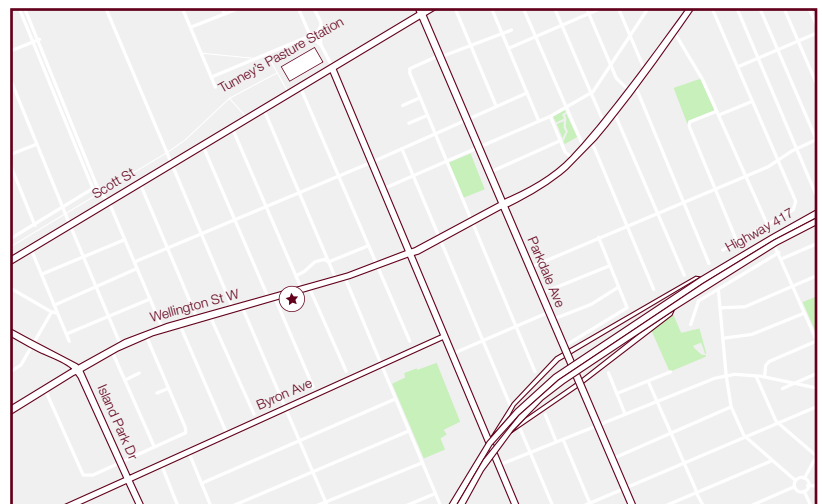 Tunney's Pasture Station
Scott St
Highway 417
Parkdale Ave
Wellington St W
Byron Ave
Island Park Dr